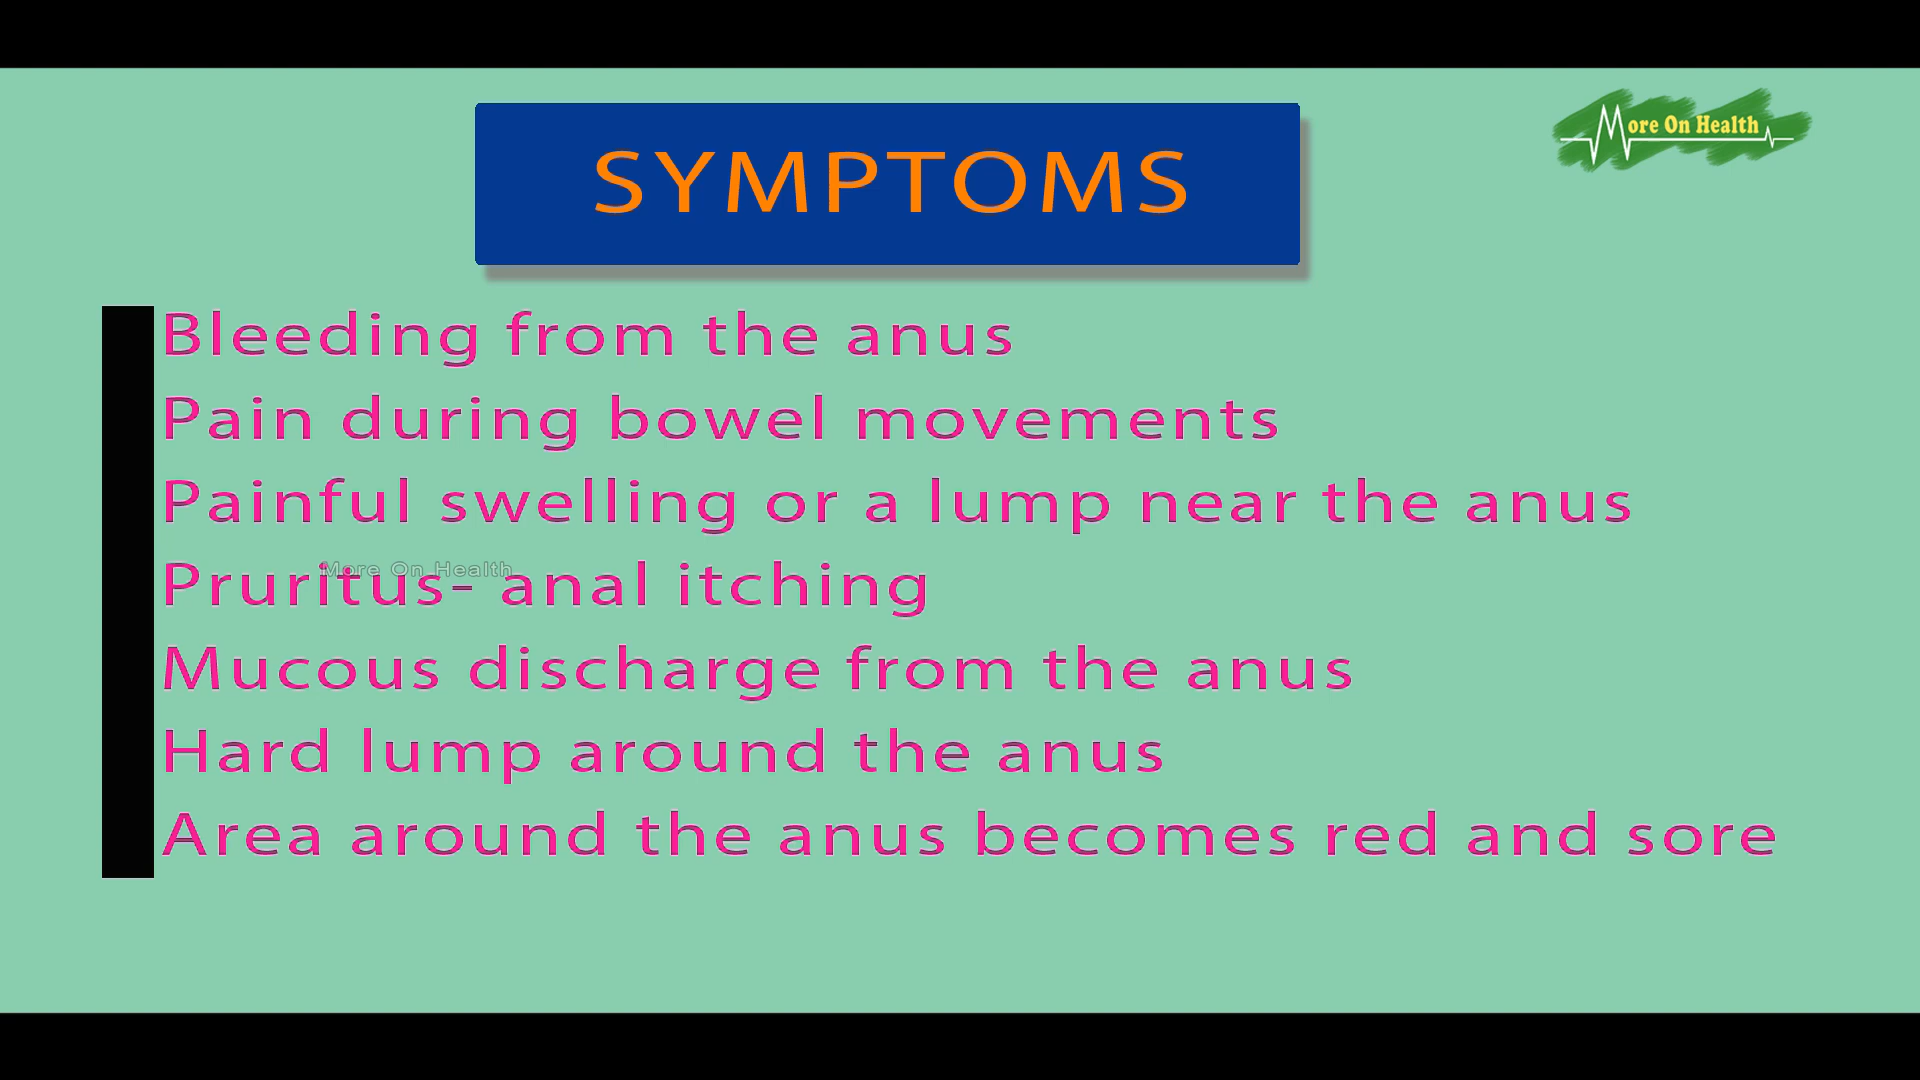 More On Health
SYMPTOMS
Bleeding from the anus
Pain during bowel movements
Painful swelling or a lump near the anus
More On Health
Pruritus- anal itching
Mucous discharge from the anus
Hard lump around the anus
Area around the anus becomes red and sore